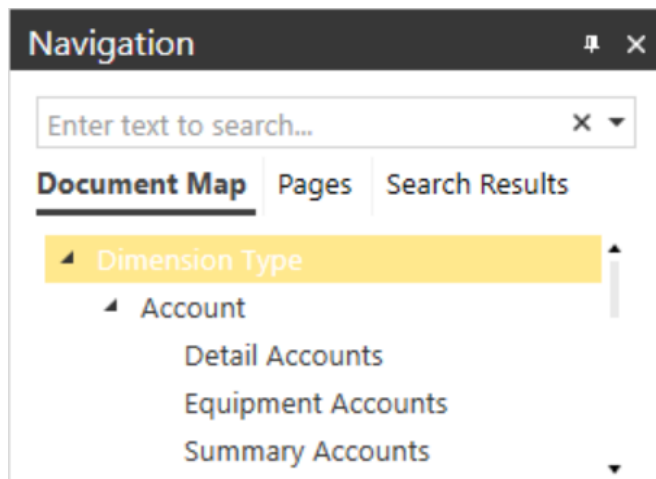 Navigation
Enter text to search...
Document Map Pages Search Results
Dimension Type
Account
Detail Accounts
Equipment Accounts
Summary Accounts